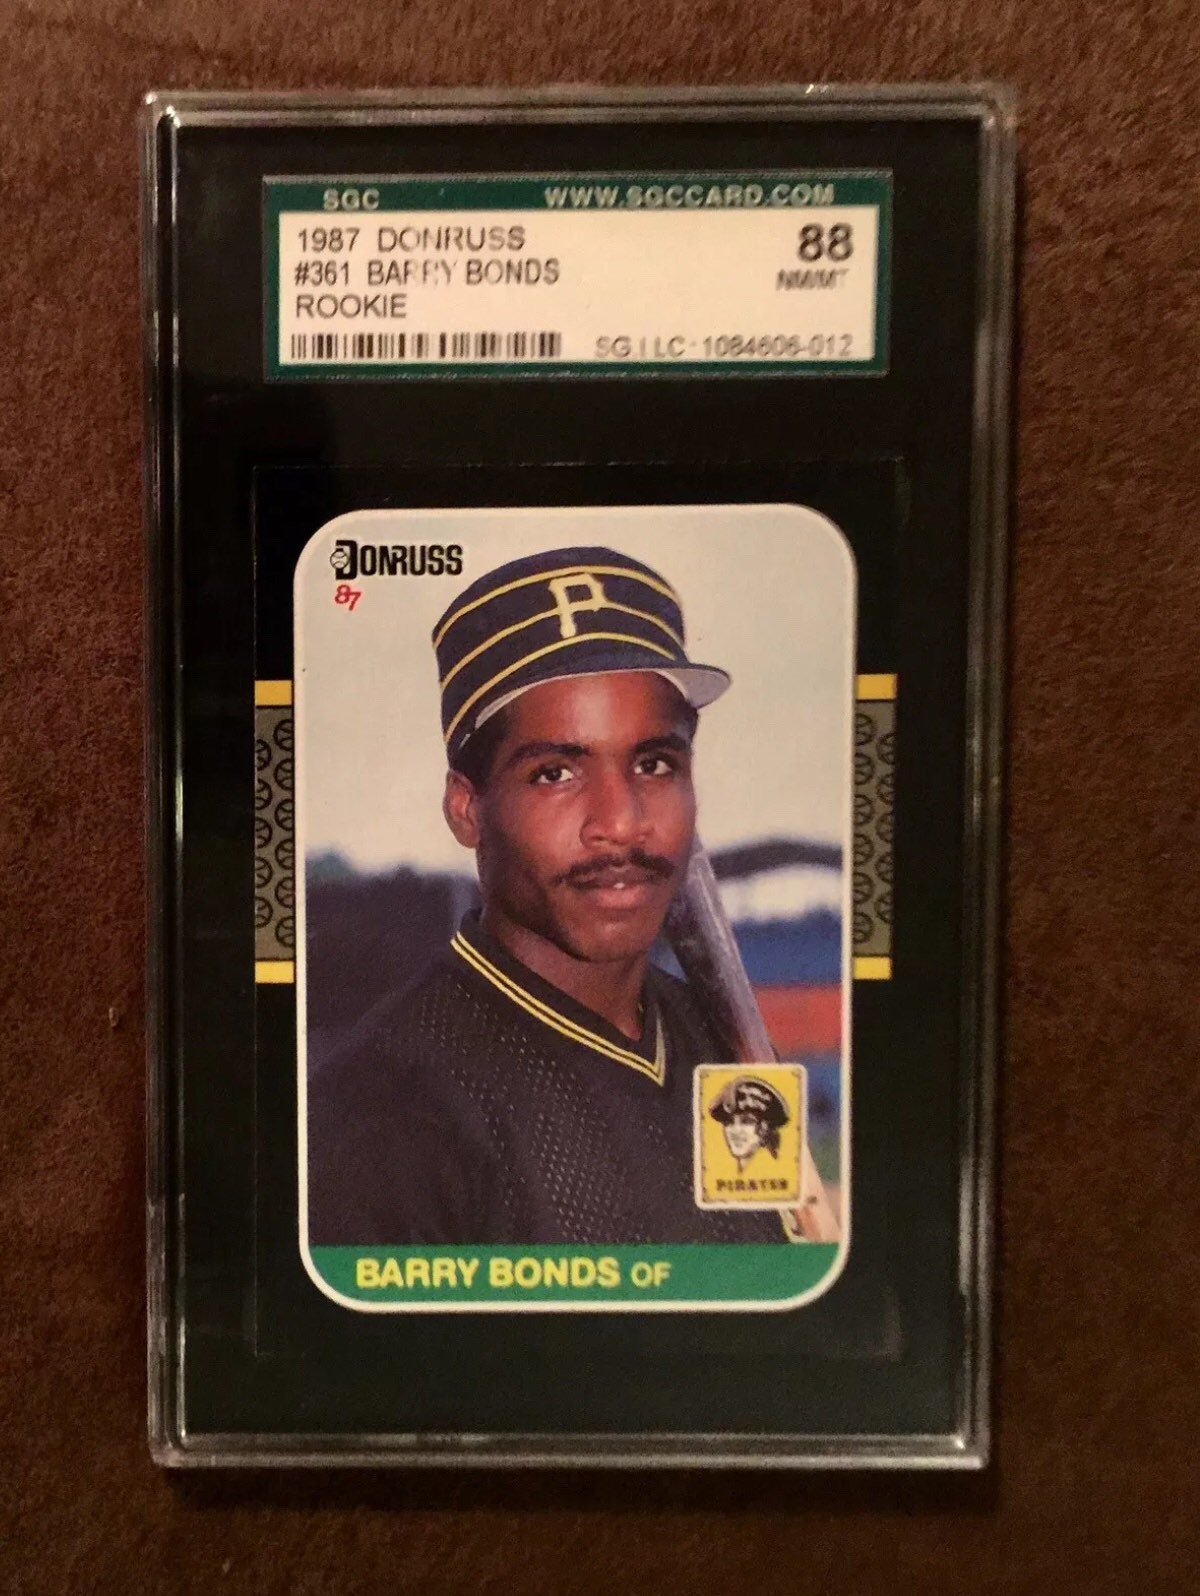 SGC WWW.SGCCARD.COM
1987 DONRUSS 88
#361 BARRY BONDS NM/MT
ROOKIE
SG LLC 1084606-012
DONRUSS
87
P
PIRATES
BARRY BONDS OF